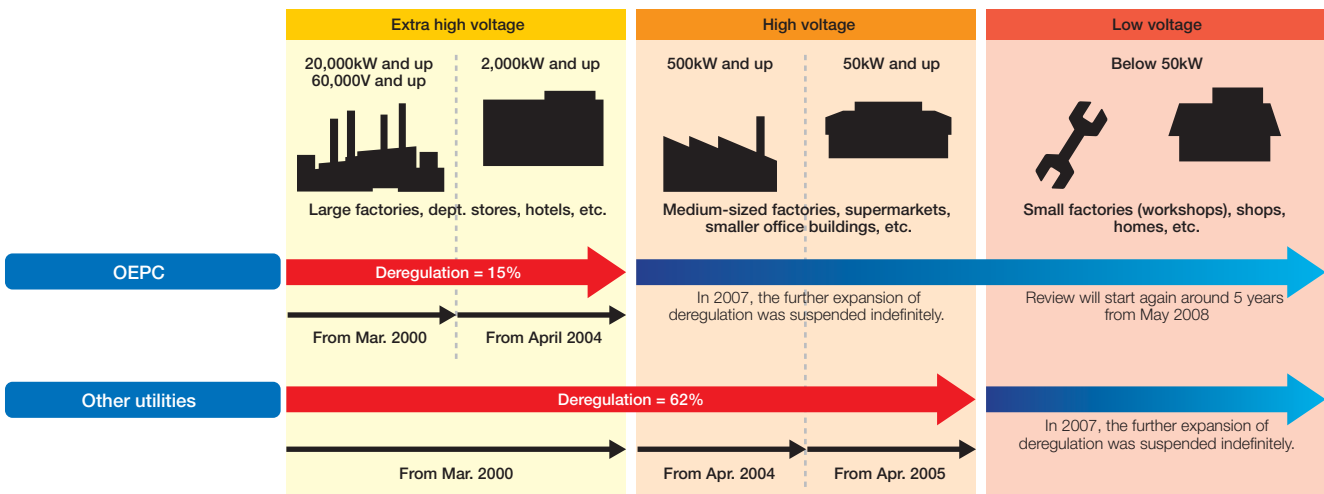 Extra high voltage
High voltage
Low voltage
20,000kW and up
60,000V and up
2,000kW and up
500kW and up
50kW and up
Below 50kW
Large factories, dept. stores, hotels, etc.
Medium-sized factories, supermarkets,
smaller office buildings, etc.
Small factories (workshops), shops,
homes, etc.
OEPC
Deregulation = 15%
In 2007, the further expansion of
deregulation was suspended indefinitely.
Review will start again around 5 years
from May 2008
From Mar. 2000
From April 2004
Other utilities
Deregulation = 62%
In 2007, the further expansion of
deregulation was suspended indefinitely.
From Mar. 2000
From Apr. 2004
From Apr. 2005